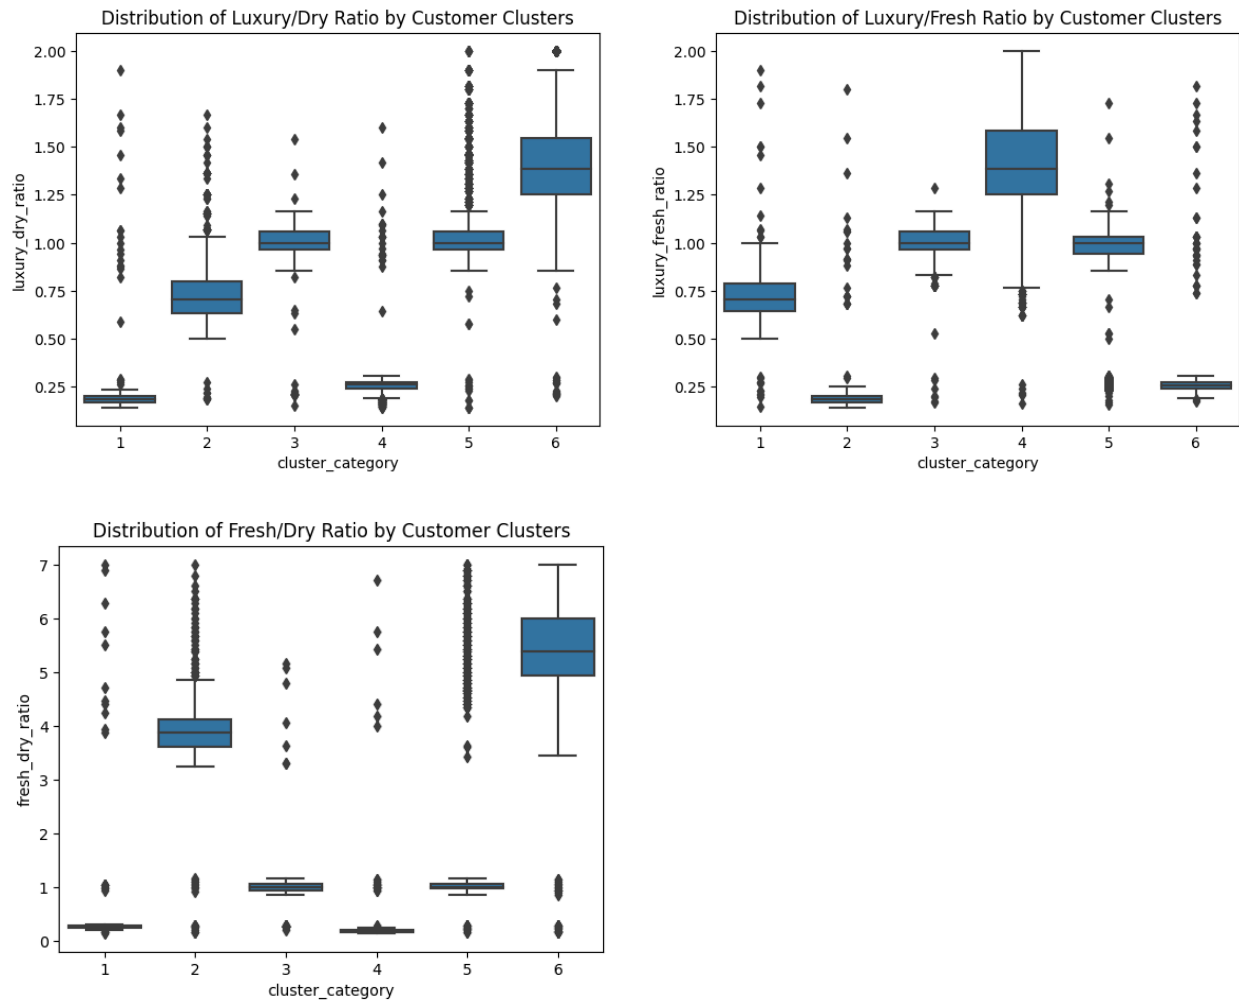 Distribution of Luxury/Dry Ratio by Customer Clusters
2.00
1.75
1.50
1.25
1.00
0.75
0.50
0.25
luxury_dry_ratio
1 2 3 4 5 6
cluster_category
Distribution of Luxury/Fresh Ratio by Customer Clusters
2.00
1.75
1.50
1.25
1.00
0.75
0.50
0.25
luxury_fresh_ratio
1 2 3 4 5 6
cluster_category
Distribution of Fresh/Dry Ratio by Customer Clusters
7
6
5
4
3
2
1
0
fresh_dry_ratio
1 2 3 4 5 6
cluster_category